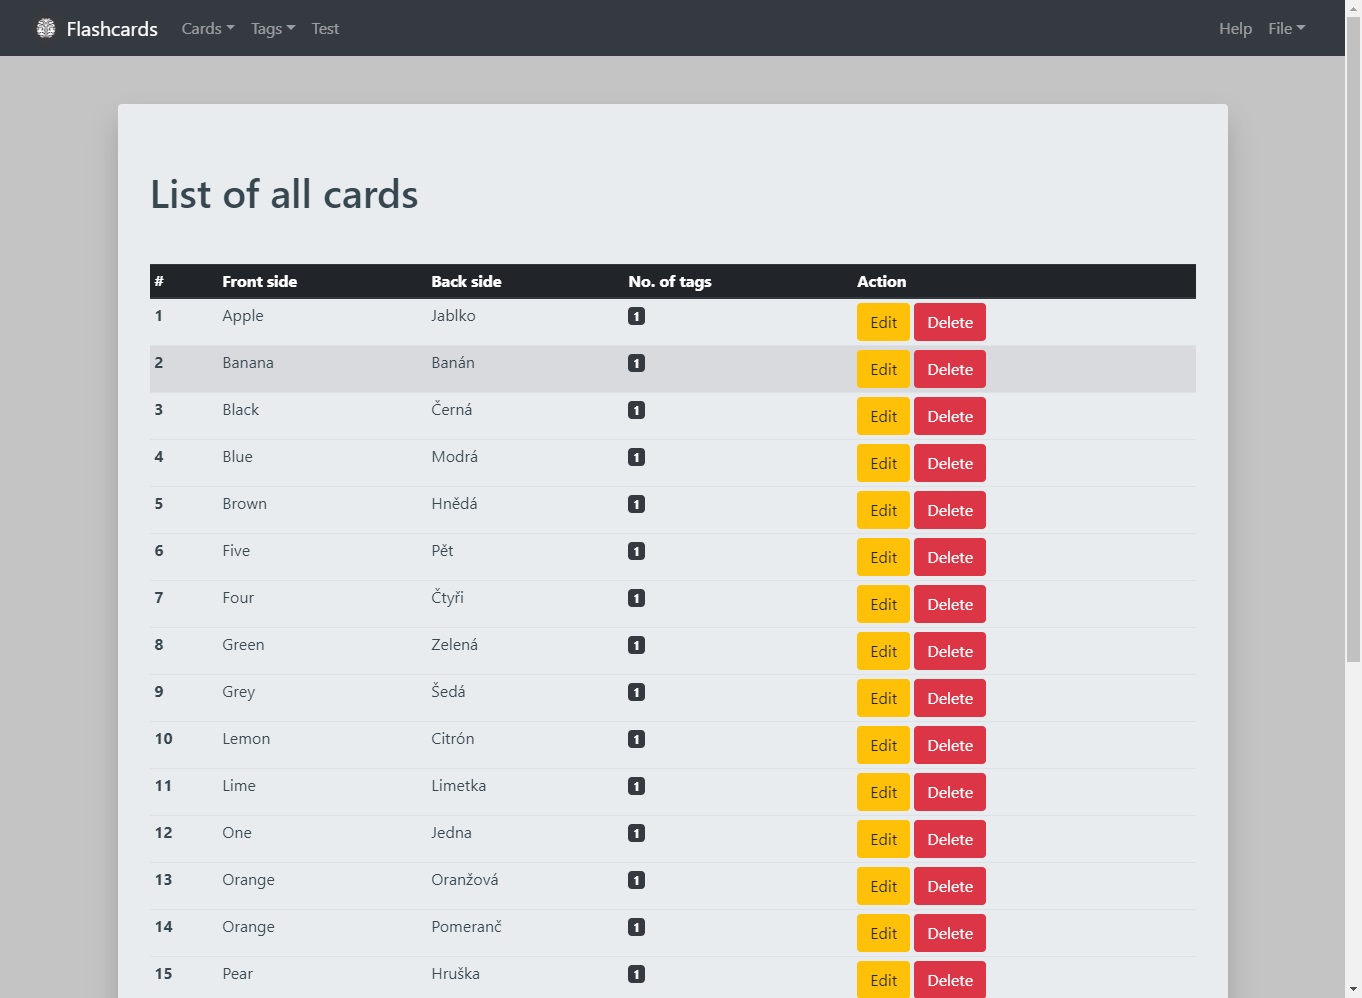 Flashcards Cards Tags Test Help File
List of all cards
# Front side Back side No. of tags Action
1 Apple Jablko 1 Edit Delete
2 Banana Banán 1 Edit Delete
3 Black Černá 1 Edit Delete
4 Blue Modrá 1 Edit Delete
5 Brown Hnědá 1 Edit Delete
6 Five Pět 1 Edit Delete
7 Four Čtyři 1 Edit Delete
8 Green Zelená 1 Edit Delete
9 Grey Šedá 1 Edit Delete
10 Lemon Citrón 1 Edit Delete
11 Lime Limetka 1 Edit Delete
12 One Jedna 1 Edit Delete
13 Orange Oranžová 1 Edit Delete
14 Orange Pomeranč 1 Edit Delete
15 Pear Hruška 1 Edit Delete